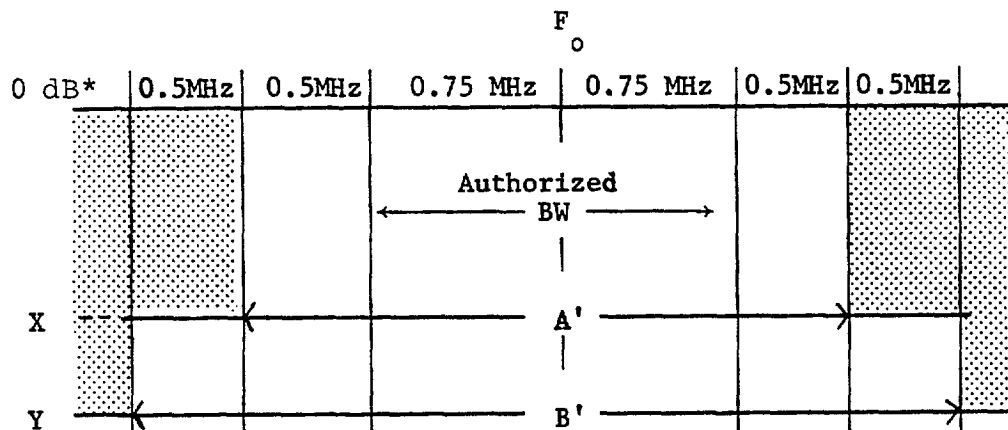 F
o
0 dB* 0.5MHz 0.5MHz 0.75 MHz 0.75 MHz 0.5MHz 0.5MHz
Authorized
BW
X A'
Y B'